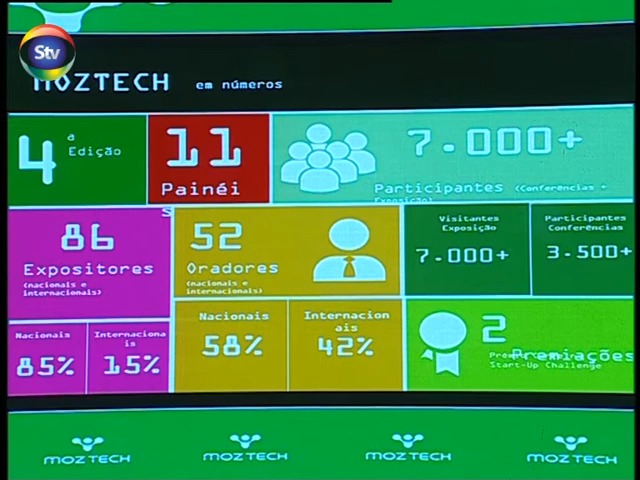 Stv
MOZTECH em números
4ª Edição
11
Painéi
s
7.000+
Participantes (Conferências +
Exposição)
86
Expositores
(nacionais e
internacionais)
52
Oradores
(nacionais e
internacionais)
Visitantes
Exposição
7.000+
Participantes
Conferências
3.500+
Nacionais
85%
Internaciona
is
15%
Nacionais
58%
Internacion
ais
42%
2
Premiações
Start-Up Challenge
MOZTECH MOZTECH MOZTECH MOZTECH